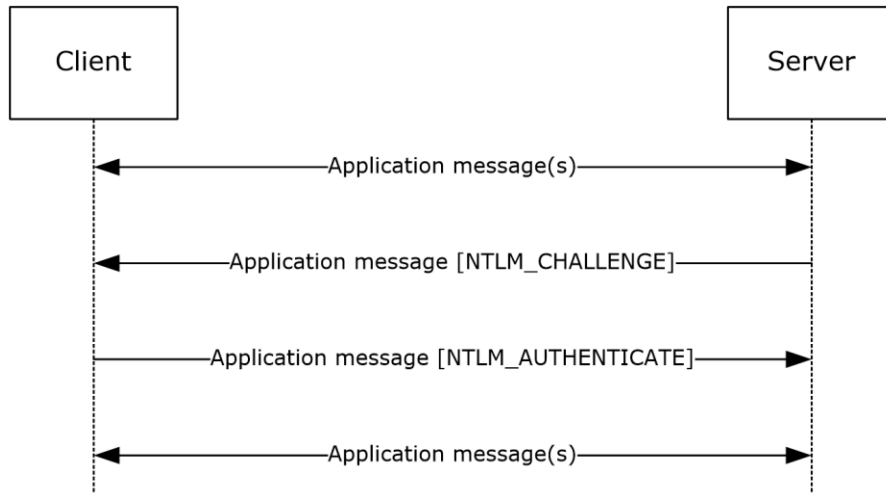 Client
Server
Application message(s)
Application message [NTLM_CHALLENGE]
Application message [NTLM_AUTHENTICATE]
Application message(s)